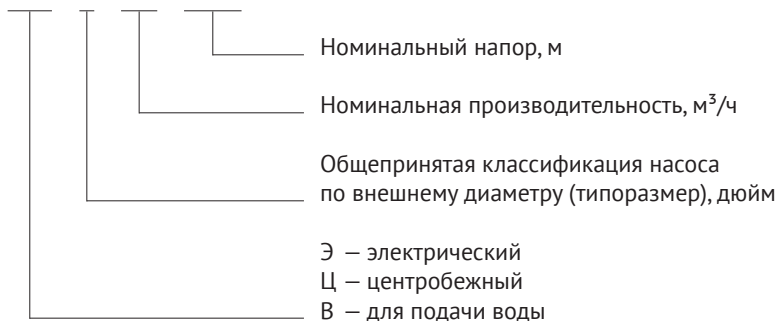 Номинальный напор, м
Номинальная производительность, м³/ч
Общепринятая классификация насоса
по внешнему диаметру (типоразмер), дюйм
Э — электрический
Ц — центробежный
В — для подачи воды